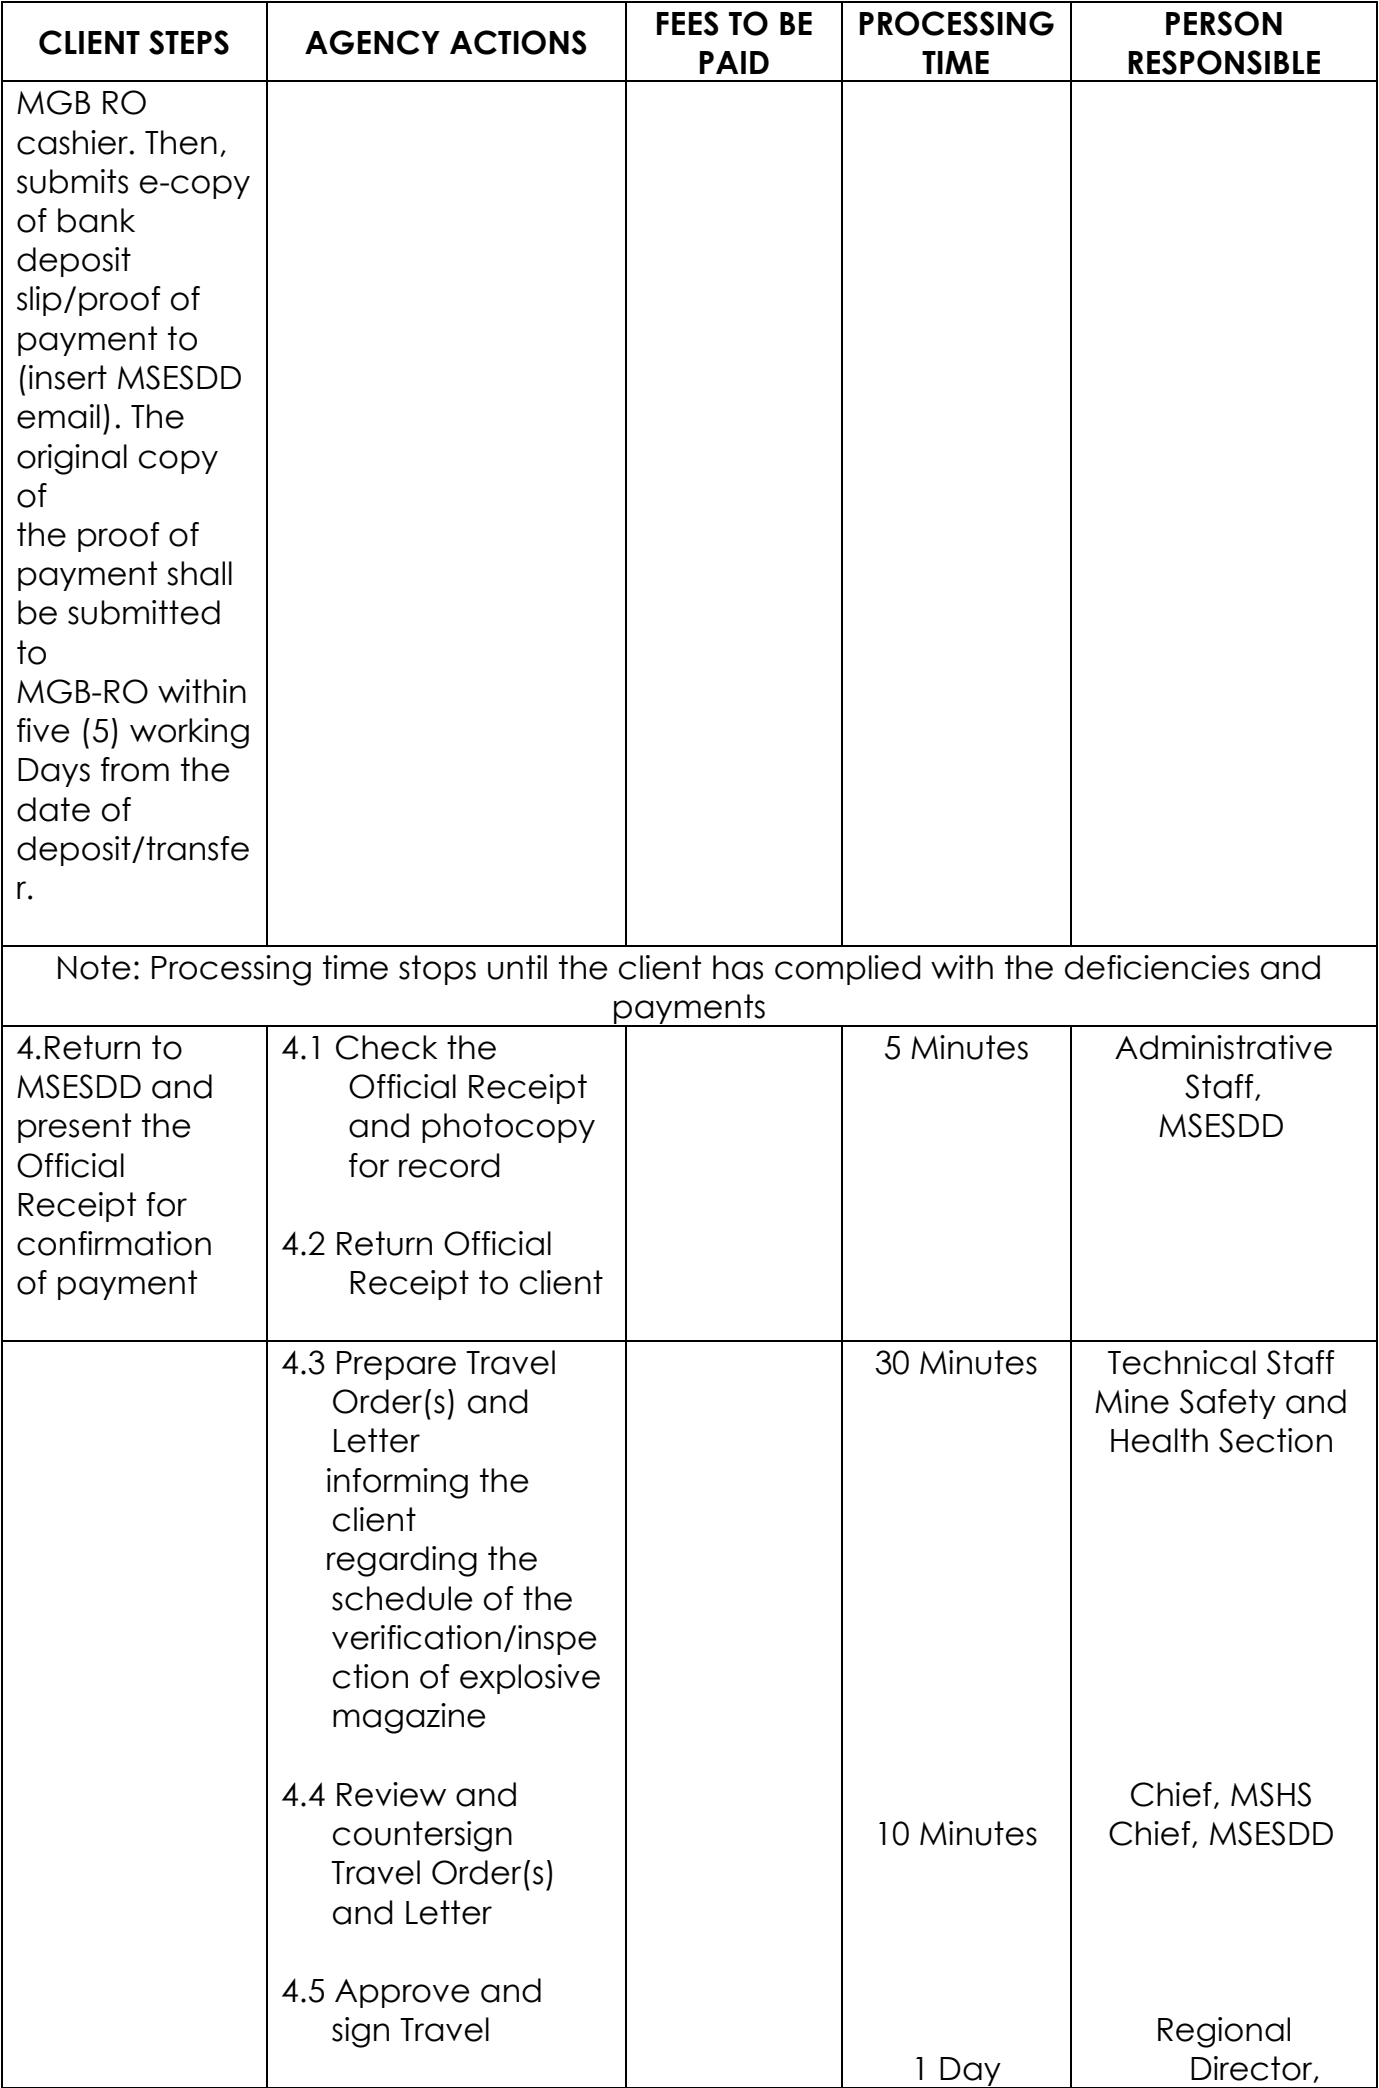 CLIENT STEPS
AGENCY ACTIONS
FEES TO BE
PAID
PROCESSING
TIME
PERSON
RESPONSIBLE
MGB RO
cashier. Then,
submits e-copy
of bank
deposit
slip/proof of
payment to
(insert MSESDD
email). The
original copy
of
the proof of
payment shall
be submitted
to
MGB-RO within
five (5) working
Days from the
date of
deposit/transfe
r.
Note: Processing time stops until the client has complied with the deficiencies and
payments
4.Return to
MSESDD and
present the
Official
Receipt for
confirmation
of payment
4.1 Check the
Official Receipt
and photocopy
for record
4.2 Return Official
Receipt to client
5 Minutes
Administrative
Staff,
MSESDD
4.3 Prepare Travel
Order(s) and
Letter
informing the
client
regarding the
schedule of the
verification/inspe
ction of explosive
magazine
30 Minutes
Technical Staff
Mine Safety and
Health Section
4.4 Review and
countersign
Travel Order(s)
and Letter
10 Minutes
Chief, MSHS
Chief, MSESDD
4.5 Approve and
sign Travel
1 Day
Regional
Director,